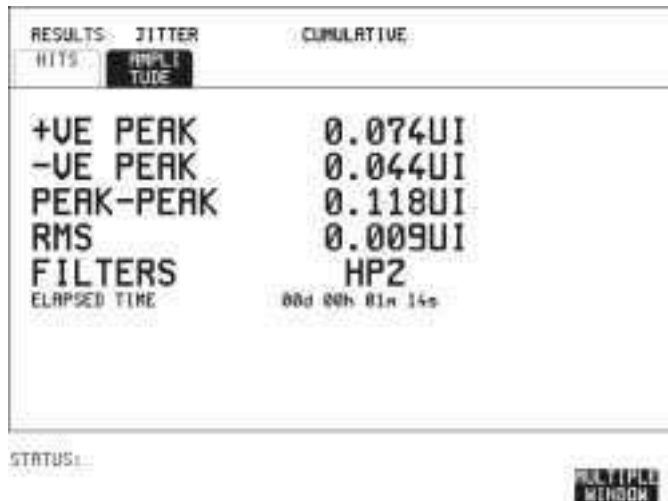 RESULTS JITTER CUMULATIVE
HITS AMPLI
TUDE
+VE PEAK 0.074UI
-VE PEAK 0.044UI
PEAK-PEAK 0.118UI
RMS 0.009UI
FILTERS HP2
ELAPSED TIME 00d 00h 01m 14s
STATUS:
MULTIPLE
WINDOW